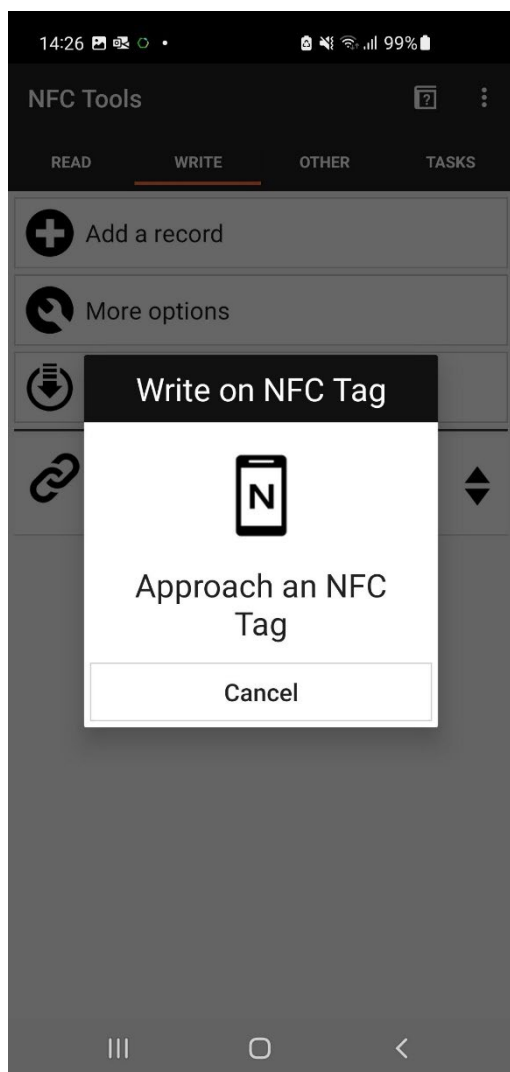 14:26 99%
NFC Tools
READ WRITE OTHER TASKS
Add a record
More options
Write on NFC Tag
N
Approach an NFC
Tag
Cancel